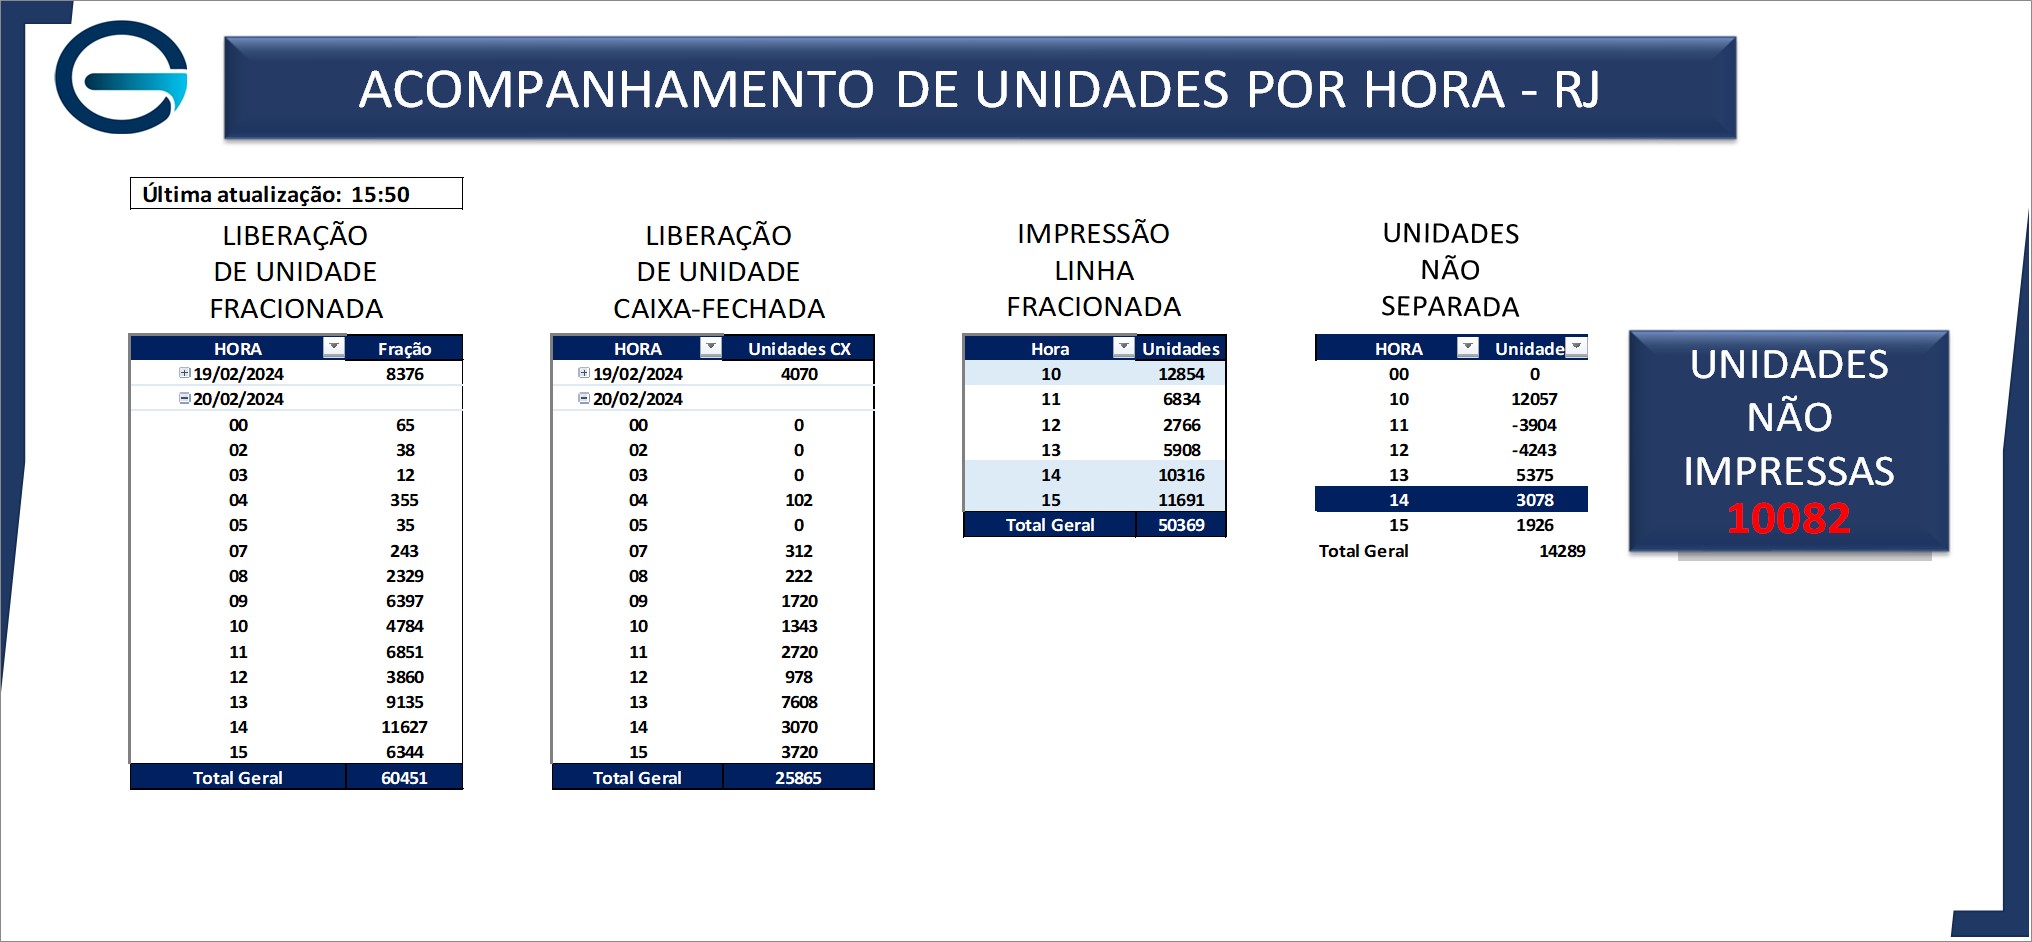 ACOMPANHAMENTO DE UNIDADES POR HORA - RJ
Última atualização: 15:50
LIBERAÇÃO
DE UNIDADE
FRACIONADA
HORA Fração
19/02/2024 8376
20/02/2024
00 65
02 38
03 12
04 355
05 35
07 243
08 2329
09 6397
10 4784
11 6851
12 3860
13 9135
14 11627
15 6344
Total Geral 60451
LIBERAÇÃO
DE UNIDADE
CAIXA-FECHADA
HORA Unidades CX
19/02/2024 4070
20/02/2024
00 0
02 0
03 0
04 102
05 0
07 312
08 222
09 1720
10 1343
11 2720
12 978
13 7608
14 3070
15 3720
Total Geral 25865
IMPRESSÃO
LINHA
FRACIONADA
Hora Unidades
10 12854
11 6834
12 2766
13 5908
14 10316
15 11691
Total Geral 50369
UNIDADES
NÃO
SEPARADA
HORA Unidade
00 0
10 12057
11 -3904
12 -4243
13 5375
14 3078
15 1926
Total Geral 14289
UNIDADES
NÃO
IMPRESSAS
10082